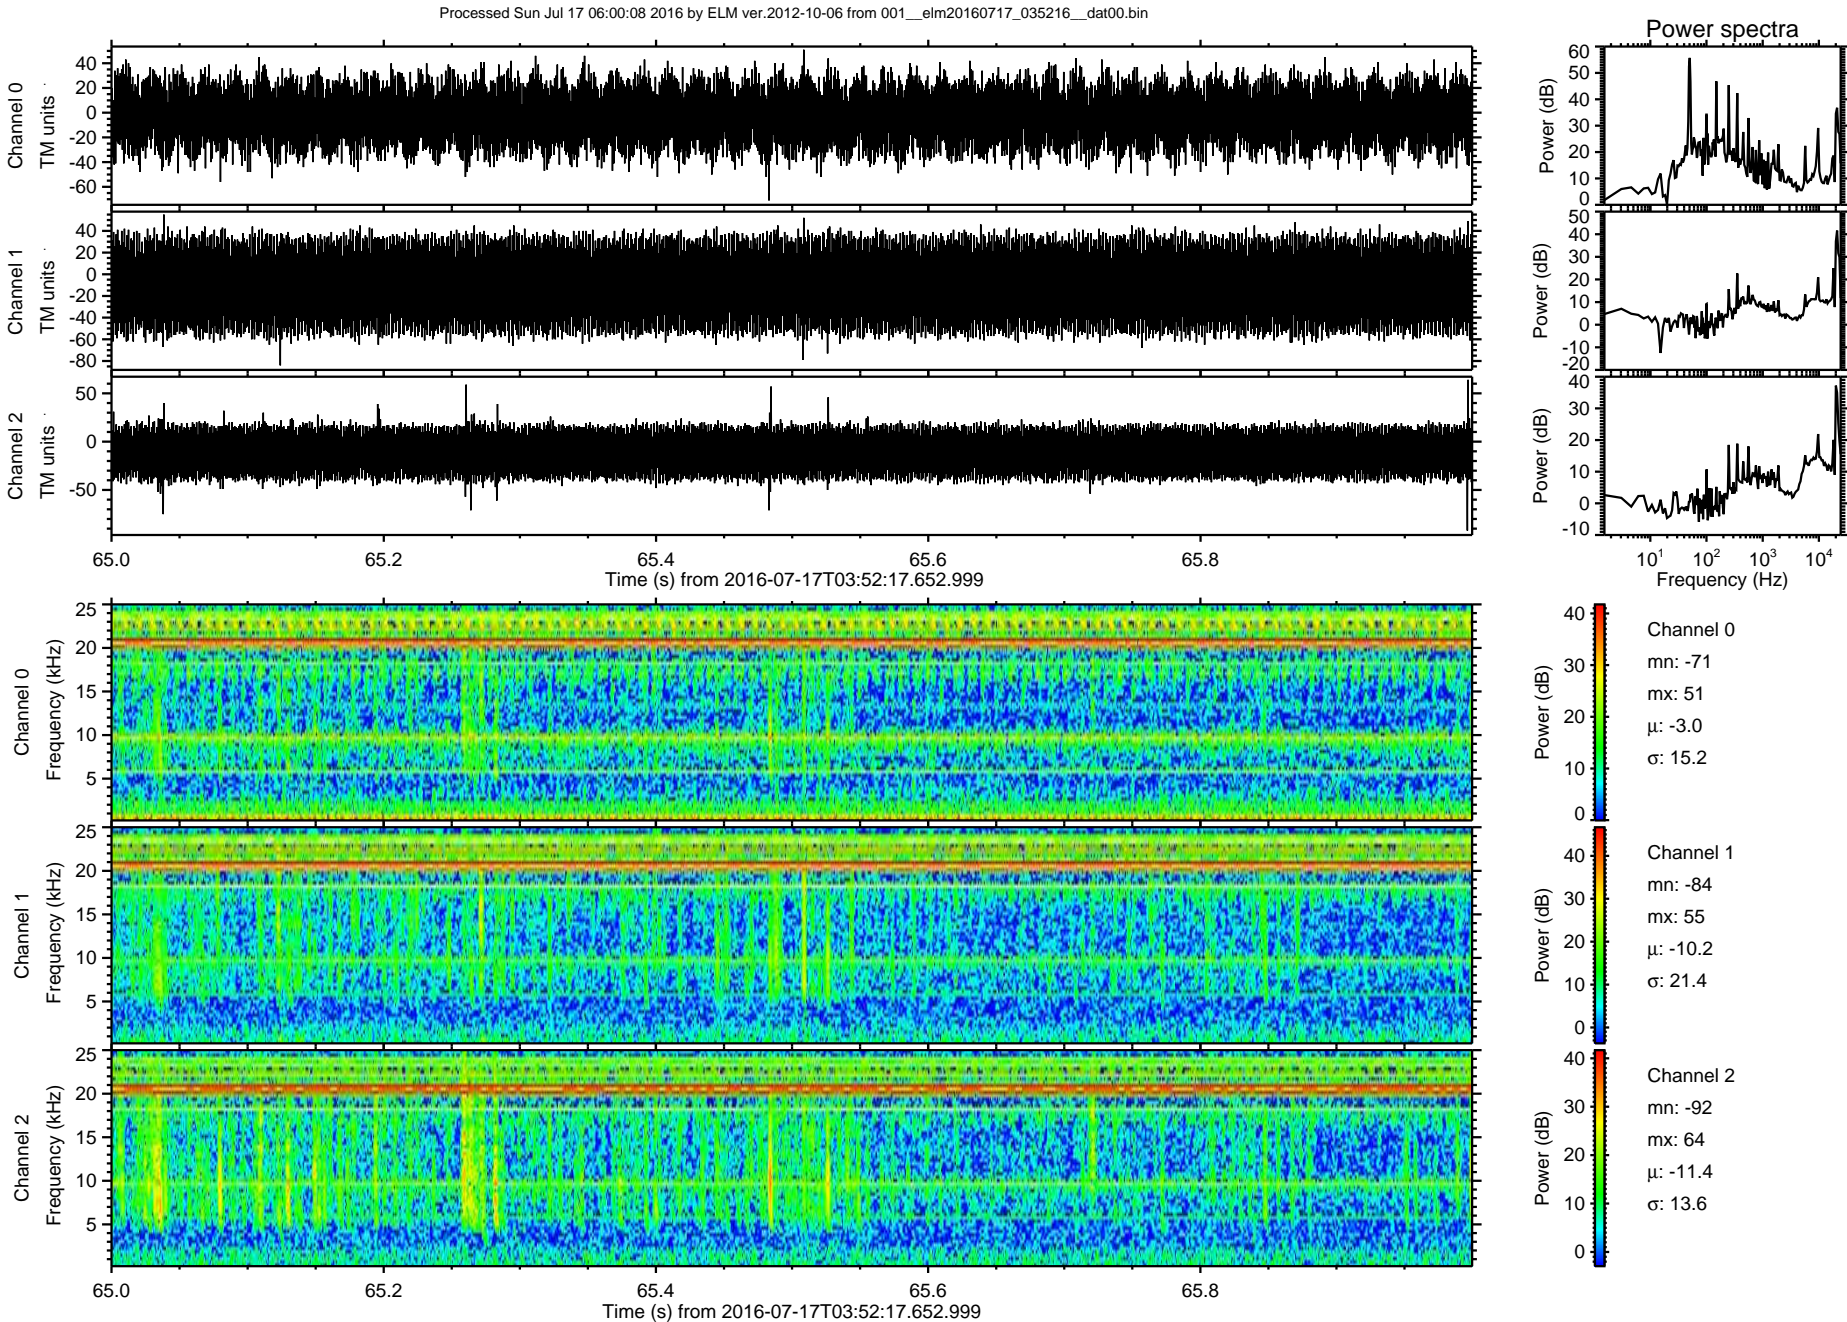 Processed Sun Jul 17 06:00:08 2016 by ELM ver.2012-10-06 from 001__elm20160717_035216__dat00.bin
Power spectra
Channel 0
TM units
40
20
0
-20
-40
-60
Power (dB)
60
50
40
30
20
10
0
Channel 1
TM units
40
20
0
-20
-40
-60
-80
Power (dB)
50
40
30
20
10
0
-10
-20
Channel 2
TM units
50
0
-50
Power (dB)
40
30
20
10
0
-10
65.0 65.2 65.4 65.6 65.8
Time (s) from 2016-07-17T03:52:17.652.999
10^1 10^2 10^3 10^4
Frequency (Hz)
Channel 0
Frequency (kHz)
25
20
15
10
5
Power (dB)
40
30
20
10
0
Channel 0
mn: -71
mx: 51
μ: -3.0
σ: 15.2
Channel 1
Frequency (kHz)
25
20
15
10
5
Power (dB)
40
30
20
10
0
Channel 1
mn: -84
mx: 55
μ: -10.2
σ: 21.4
Channel 2
Frequency (kHz)
25
20
15
10
5
Power (dB)
40
30
20
10
0
Channel 2
mn: -92
mx: 64
μ: -11.4
σ: 13.6
65.0 65.2 65.4 65.6 65.8
Time (s) from 2016-07-17T03:52:17.652.999